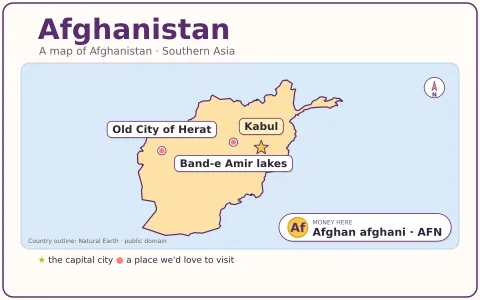 Afghanistan
A map of Afghanistan · Southern Asia
N
Old City of Herat
Kabul
Band-e Amir lakes
Af
MONEY HERE
Afghan afghani · AFN
Country outline: Natural Earth · public domain
★ the capital city ● a place we'd love to visit